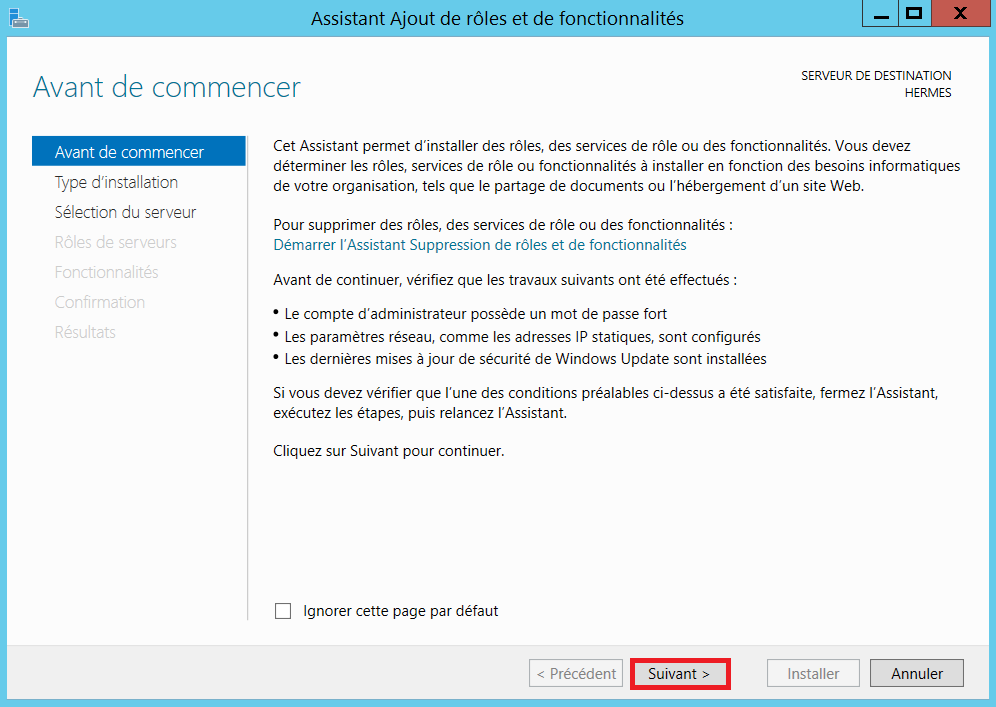 Assistant Ajout de rôles et de fonctionnalités
Avant de commencer
SERVEUR DE DESTINATION
HERMES
Avant de commencer
Type d'installation
Sélection du serveur
Rôles de serveurs
Fonctionnalités
Confirmation
Résultats
Cet Assistant permet d'installer des rôles, des services de rôle ou des fonctionnalités. Vous devez
déterminer les rôles, services de rôle ou fonctionnalités à installer en fonction des besoins informatiques
de votre organisation, tels que le partage de documents ou l'hébergement d'un site Web.
Pour supprimer des rôles, des services de rôle ou des fonctionnalités :
Démarrer l'Assistant Suppression de rôles et de fonctionnalités
Avant de continuer, vérifiez que les travaux suivants ont été effectués :
• Le compte d'administrateur possède un mot de passe fort
• Les paramètres réseau, comme les adresses IP statiques, sont configurés
• Les dernières mises à jour de sécurité de Windows Update sont installées
Si vous devez vérifier que l'une des conditions préalables ci-dessus a été satisfaite, fermez l'Assistant,
exécutez les étapes, puis relancez l'Assistant.
Cliquez sur Suivant pour continuer.
Ignorer cette page par défaut
< Précédent
Suivant >
Installer
Annuler